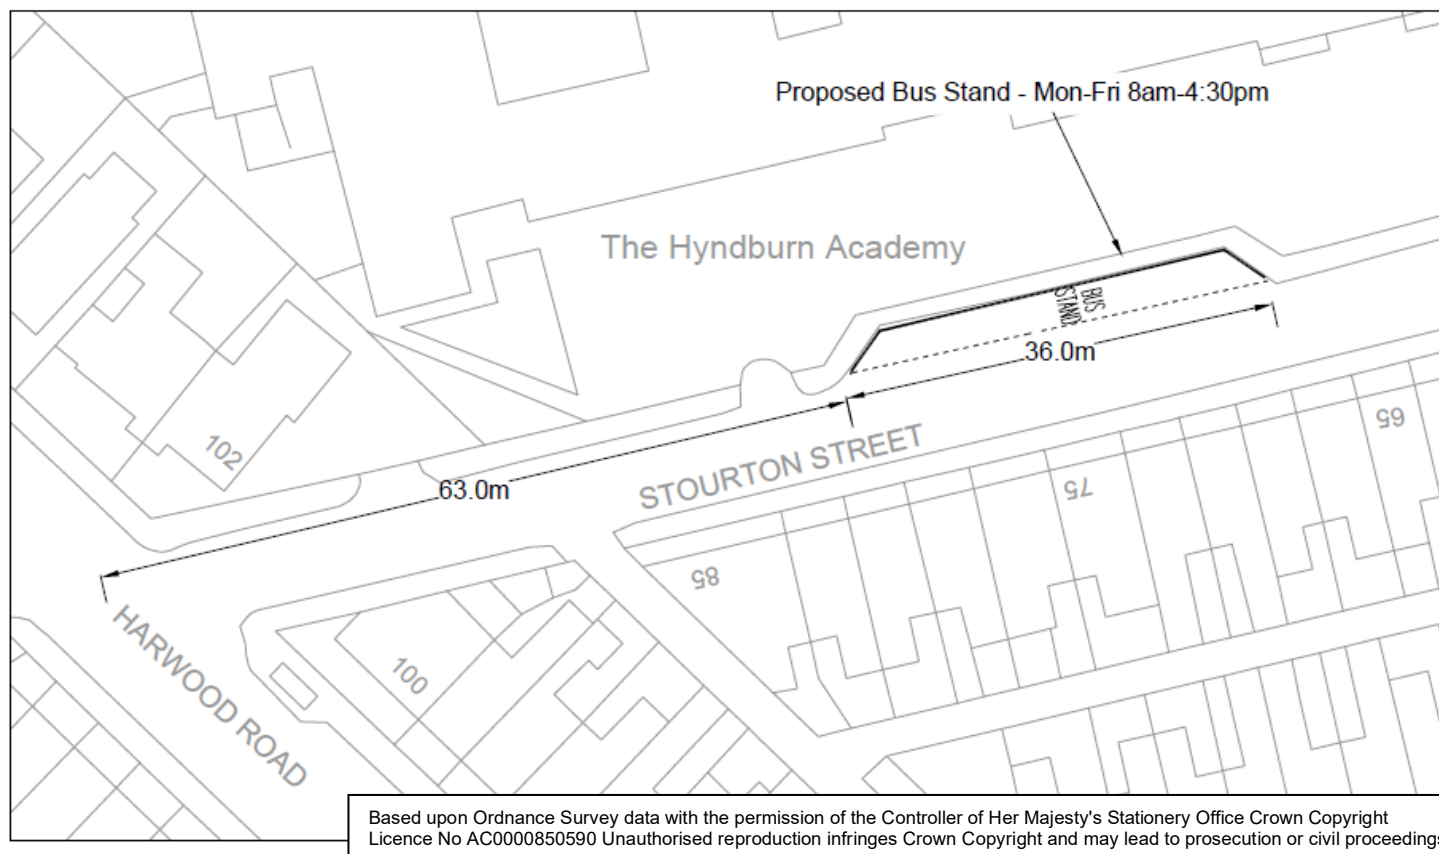 Proposed Bus Stand - Mon-Fri 8am-4:30pm
The Hyndburn Academy
BUS
STAND
36.0m
65
102
STOURTON STREET
63.0m
75
85
HARWOOD ROAD
100
Based upon Ordnance Survey data with the permission of the Controller of Her Majesty's Stationery Office Crown Copyright
Licence No AC0000850590 Unauthorised reproduction infringes Crown Copyright and may lead to prosecution or civil proceedings